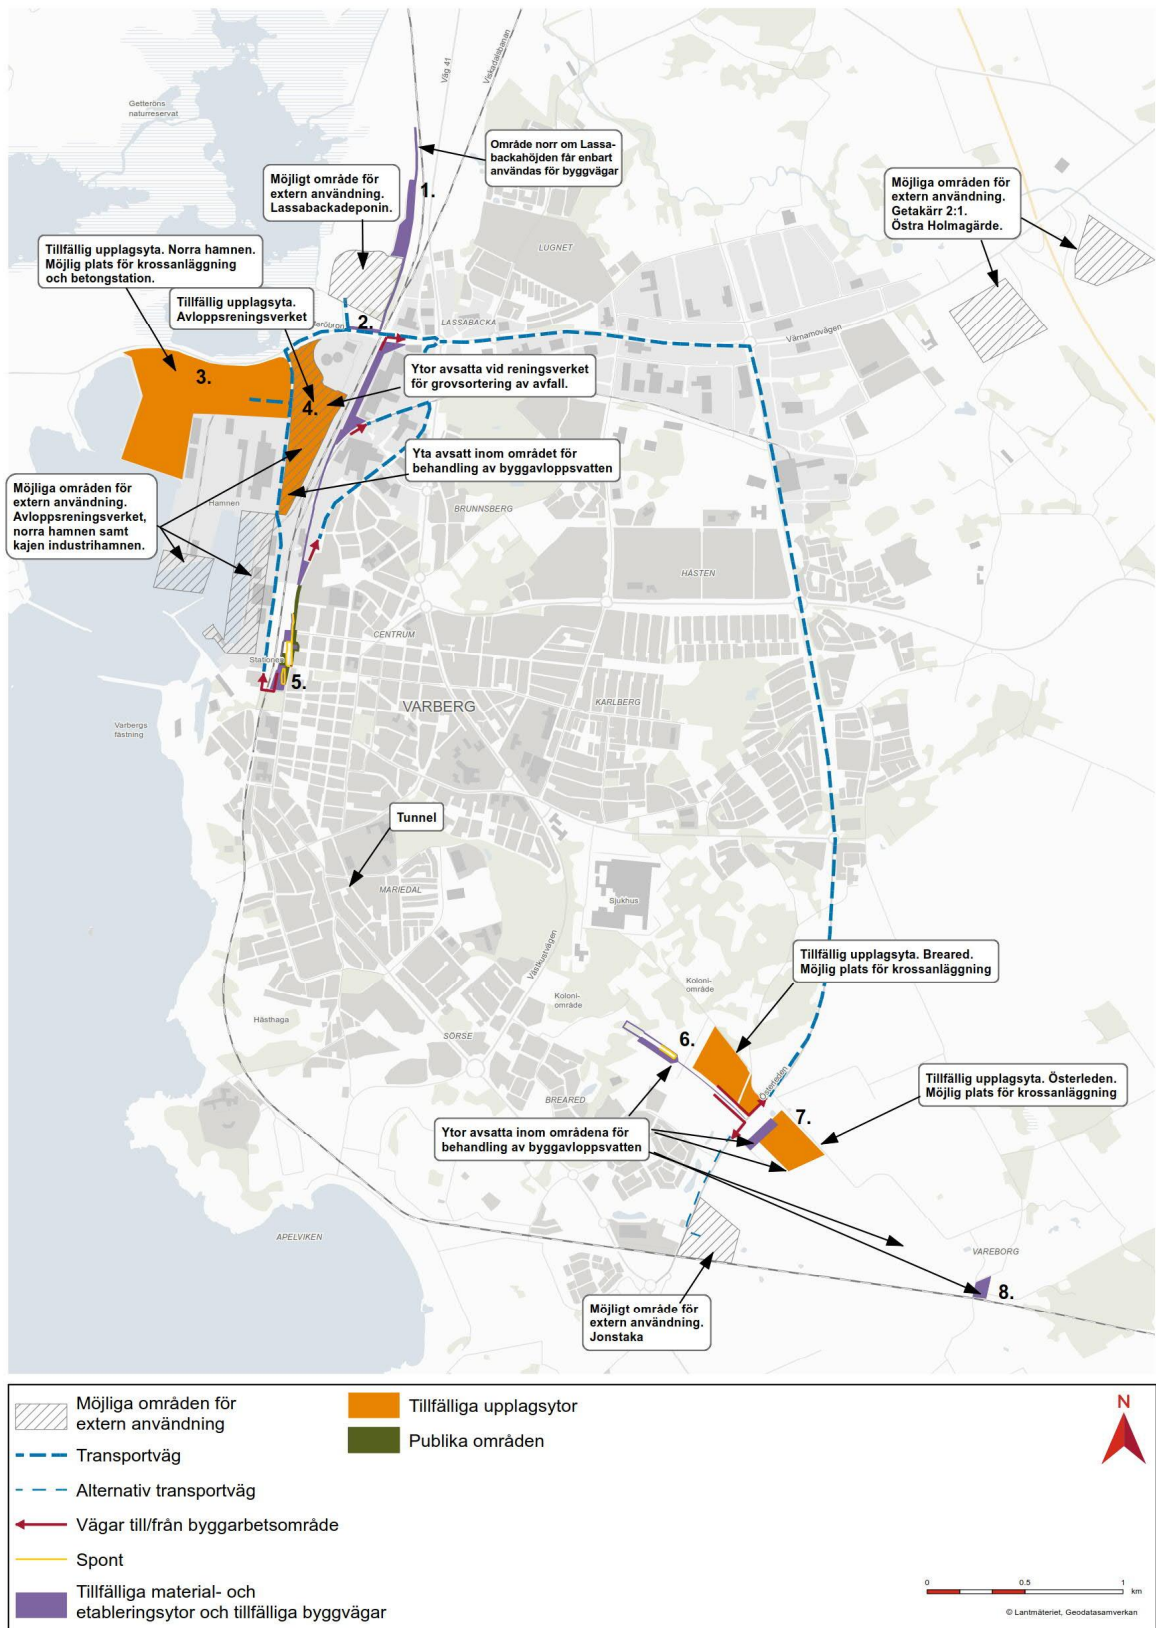 Väg 41
Viskadalsbanan
Getteröns
naturreservat
Område norr om Lassa-
backahöjden får enbart
användas för byggvägar
Möjligt område för
extern användning.
Lassabackadeponin.
1.
Möjliga områden för
extern användning.
Getakärr 2:1.
Östra Holmagärde.
LUGNET
Tillfällig upplagsyta. Norra hamnen.
Möjlig plats för krossanläggning
och betongstation.
Tillfällig upplagsyta.
Avloppsreningsverket
2.
LASSABACKA
Värnamovägen
3.
4.
Ytor avsatta vid reningsverket
för grovsortering av avfall.
Yta avsatt inom området för
behandling av byggavloppsvatten
Möjliga områden för
extern användning.
Avloppsreningsverket,
norra hamnen samt
kajen industrihamnen.
Hamnen
BRUNNSBERG
HÅSTEN
CENTRUM
Stationen
5.
VARBERG
KARLBERG
Varbergs
fästning
Tunnel
MARIEDAL
Sjukhus
Västkustvägen
Tillfällig upplagsyta. Breared.
Möjlig plats för krossanläggning
Koloni-
område
Koloni-
område
Hästhaga
SÖRSE
6.
Österleden
Tillfällig upplagsyta. Österleden.
Möjlig plats för krossanläggning
BREARED
7.
Ytor avsatta inom områdena för
behandling av byggavloppsvatten
APELVIKEN
VAREBORG
8.
Möjligt område för
extern användning.
Jonstaka
Möjliga områden för
extern användning
Transportväg
Alternativ transportväg
Vägar till/från byggarbetsområde
Spont
Tillfälliga material- och
etableringsytor och tillfälliga byggvägar
Tillfälliga upplagsytor
Publika områden
N
0 0.5 1
km
© Lantmäteriet, Geodatasamverkan